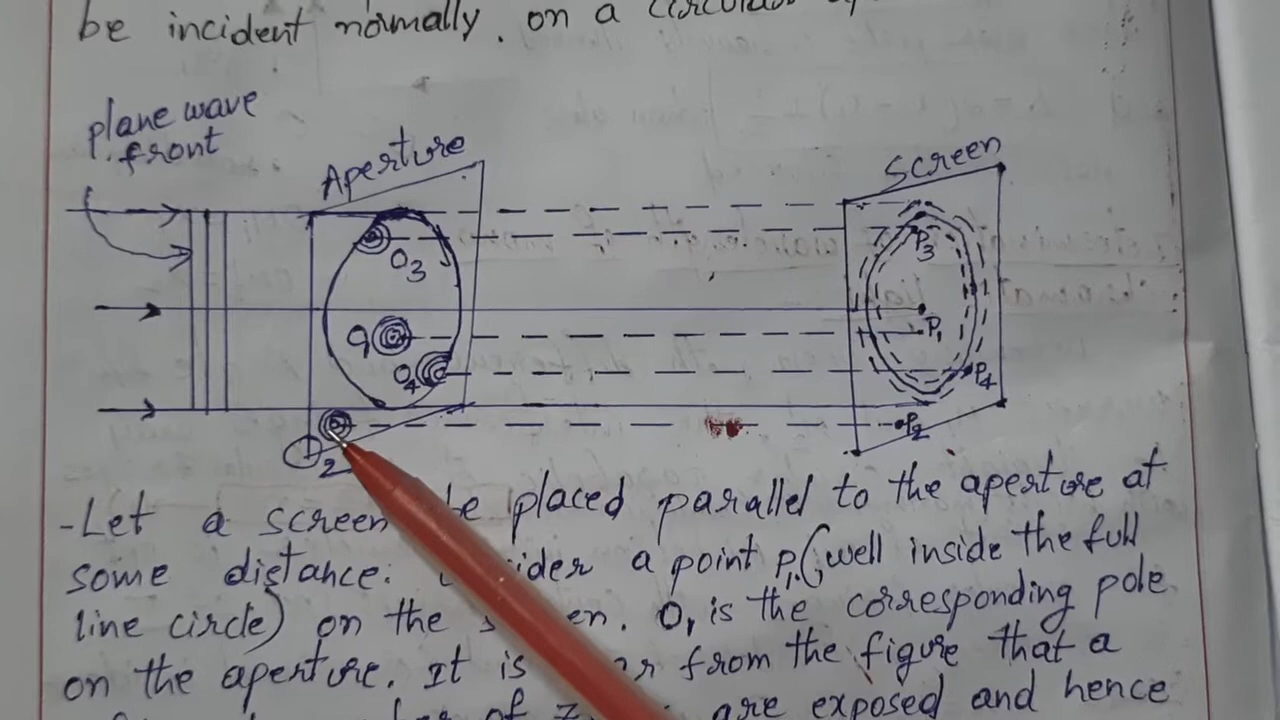 be incident normally. on a
plane wave
front
Aperture
Screen
O3
P3
O1
P1
O4
P4
P2
O2
-Let a screen be placed parallel to the aperture at
some distance. a point P1 (well inside the full
line circle) on the screen. O1 is the corresponding pole
on the aperture. It is from the figure that a
of are exposed and hence